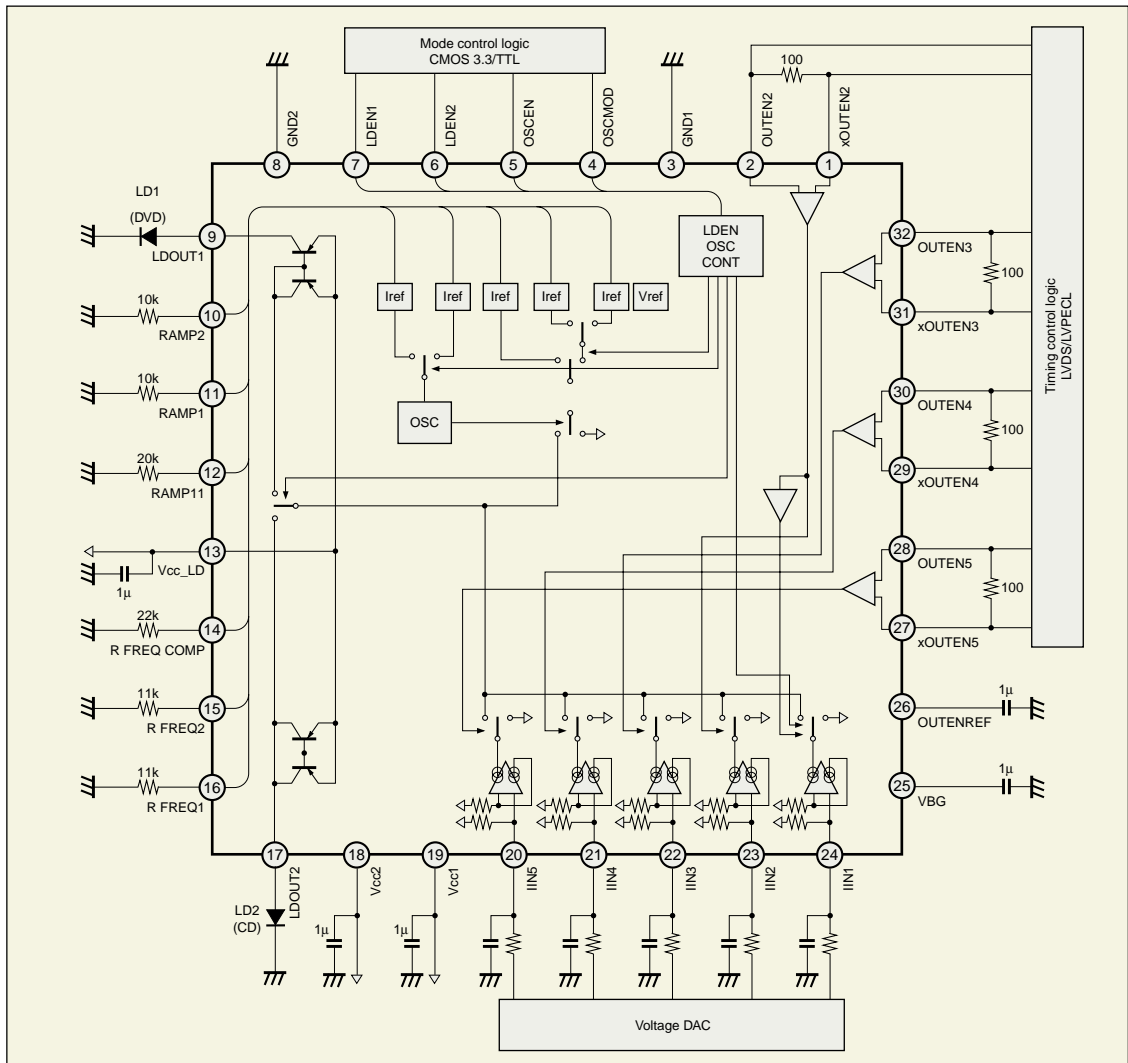 Mode control logic
CMOS 3.3/TTL
100
GND2
LDEN1
LDEN2
OSCEN
OSCMOD
GND1
OUTEN2
xOUTEN2
8
7
6
5
4
3
2
1
Timing control logic
LVDS/LVPECL
LD1
(DVD)
9
LDOUT1
LDEN
OSC
CONT
32
OUTEN3
100
31
xOUTEN3
Iref
Iref
Iref
Iref
Iref
Vref
10k
10
RAMP2
10k
11
RAMP1
OSC
30
OUTEN4
100
29
xOUTEN4
20k
12
RAMP11
13
Vcc_LD
1μ
28
OUTEN5
100
27
xOUTEN5
22k
14
R FREQ COMP
11k
15
R FREQ2
11k
16
R FREQ1
26
OUTENREF
1μ
25
VBG
1μ
17
18
19
20
21
22
23
24
LDOUT2
Vcc2
Vcc1
IIN5
IIN4
IIN3
IIN2
IIN1
LD2
(CD)
1μ
1μ
Voltage DAC